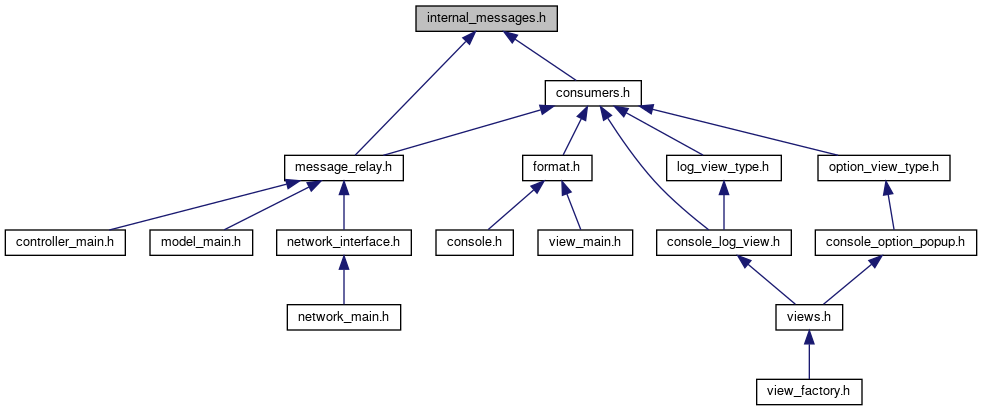 internal_messages.h
consumers.h
message_relay.h
format.h
log_view_type.h
option_view_type.h
controller_main.h
model_main.h
network_interface.h
console.h
view_main.h
console_log_view.h
console_option_popup.h
network_main.h
views.h
view_factory.h